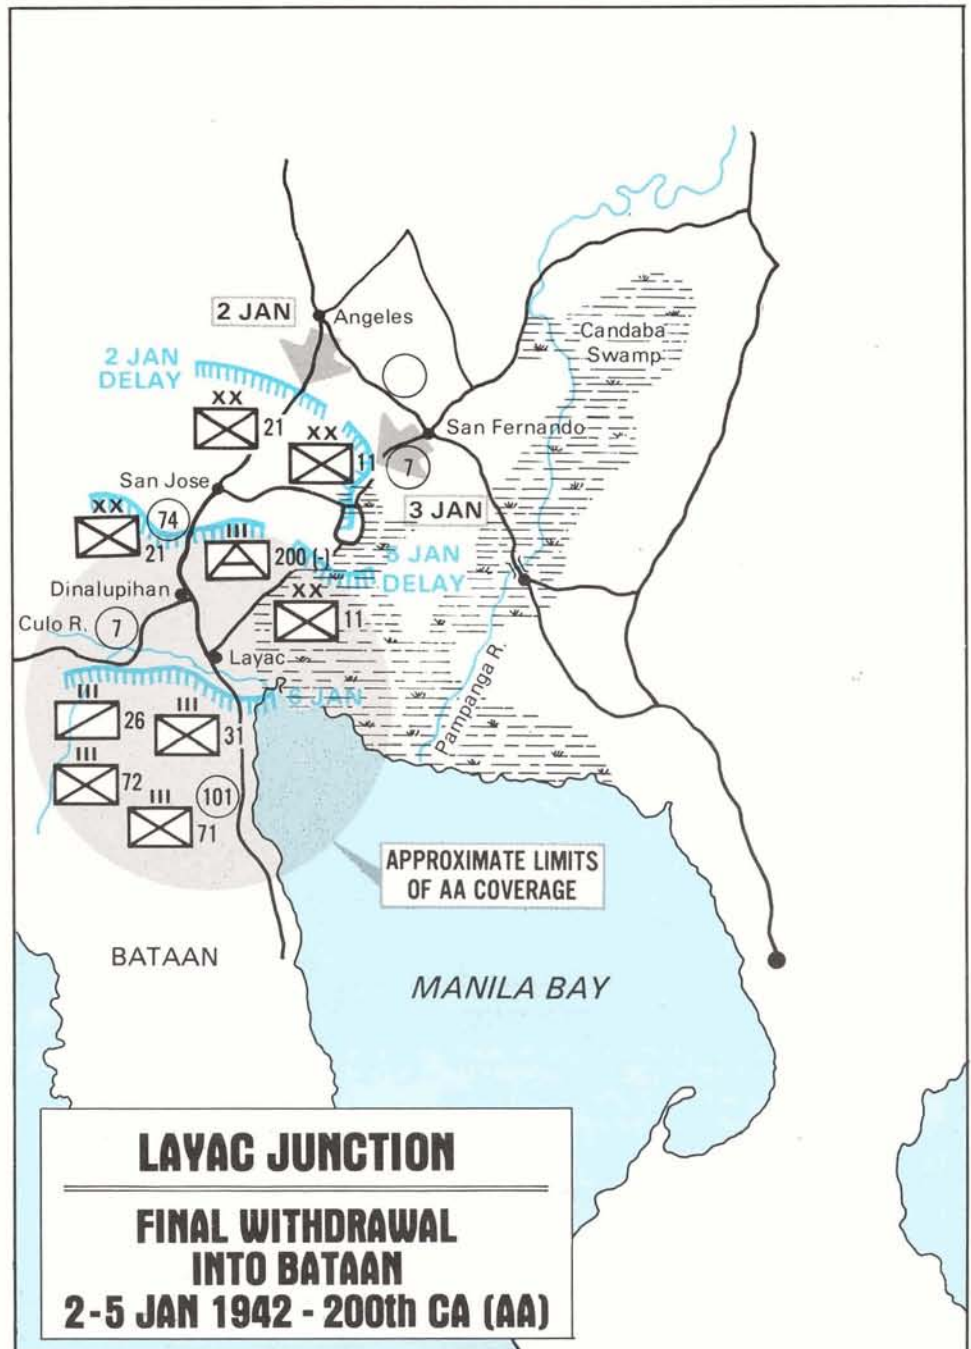 2 JAN
Angeles
Candaba
Swamp
2 JAN
DELAY
XX
21
XX
11
San Fernando
7
San Jose
3 JAN
XX
21
74
III
200 (-)
5 JAN
DELAY
Dinalupihan
XX
11
Culo R.
7
Layac
6 JAN
Pampanga R.
III
26
III
31
III
72
III
71
101
APPROXIMATE LIMITS
OF AA COVERAGE
BATAAN
MANILA BAY
LAYAC JUNCTION
FINAL WITHDRAWAL
INTO BATAAN
2-5 JAN 1942 - 200th CA (AA)